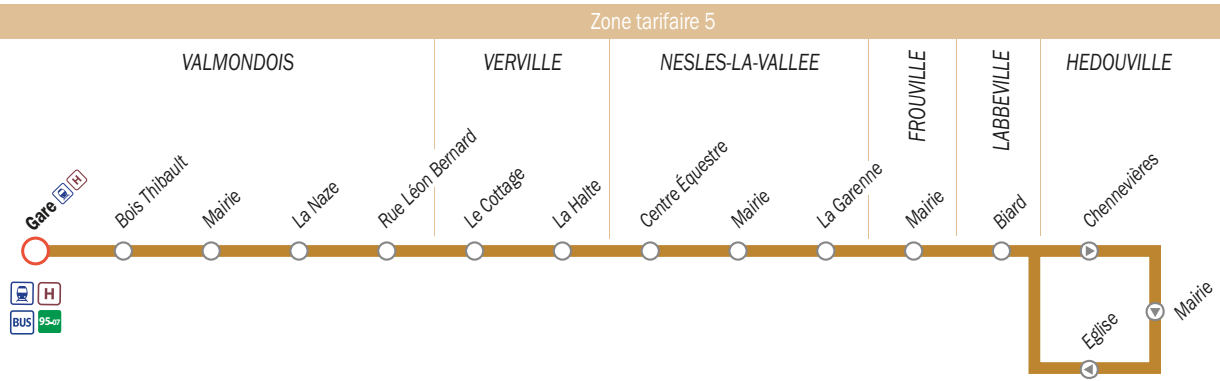 Zone tarifaire 5
VALMONDOIS
VERVILLE
NESLES-LA-VALLEE
FROUVILLE
LABBEVILLE
HEDOUVILLE
Gare H
Bois Thibault
Mairie
La Naze
Rue Léon Bernard
Le Cottage
La Halte
Centre Équestre
Mairie
La Garenne
Mairie
Biard
Chennevières
Mairie
Eglise
H
BUS 95-07